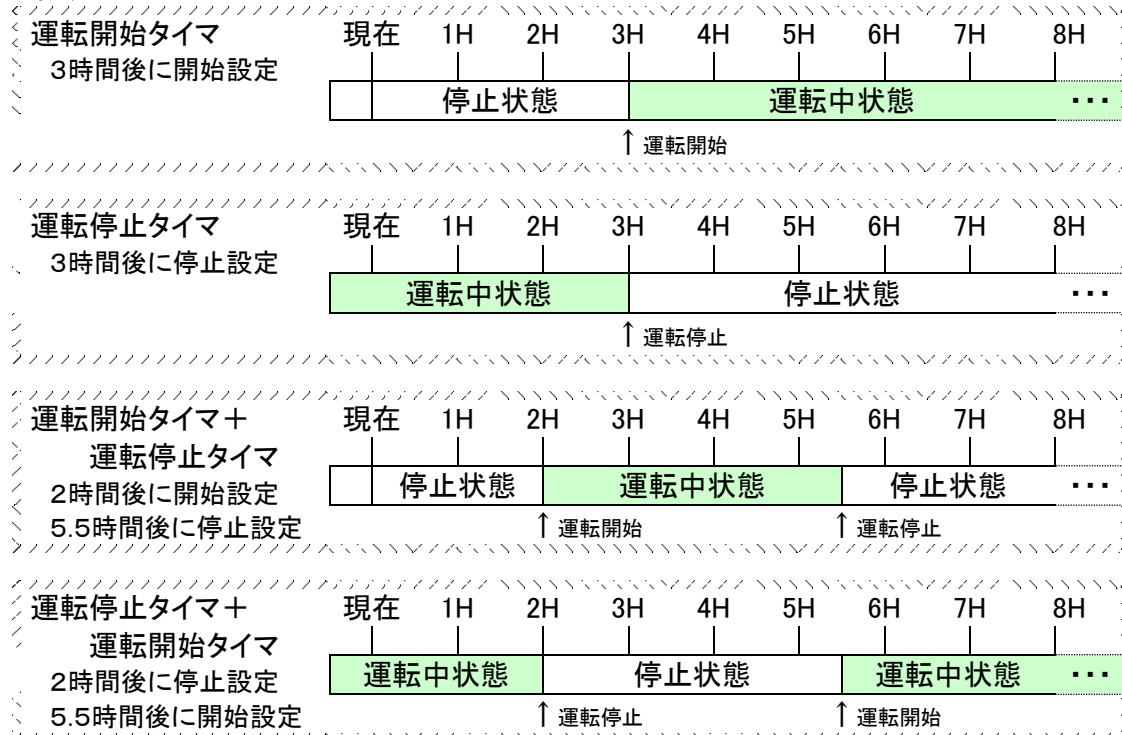 運転開始タイマ 現在 1H 2H 3H 4H 5H 6H 7H 8H
3時間後に開始設定
停止状態 運転中状態 ・・・
↑ 運転開始
運転停止タイマ 現在 1H 2H 3H 4H 5H 6H 7H 8H
3時間後に停止設定
運転中状態 停止状態 ・・・
↑ 運転停止
運転開始タイマ＋ 現在 1H 2H 3H 4H 5H 6H 7H 8H
運転停止タイマ
2時間後に開始設定 停止状態 運転中状態 停止状態 ・・・
5.5時間後に停止設定 ↑ 運転開始 ↑ 運転停止
運転停止タイマ＋ 現在 1H 2H 3H 4H 5H 6H 7H 8H
運転開始タイマ
2時間後に停止設定 運転中状態 停止状態 運転中状態 ・・・
5.5時間後に開始設定 ↑ 運転停止 ↑ 運転開始